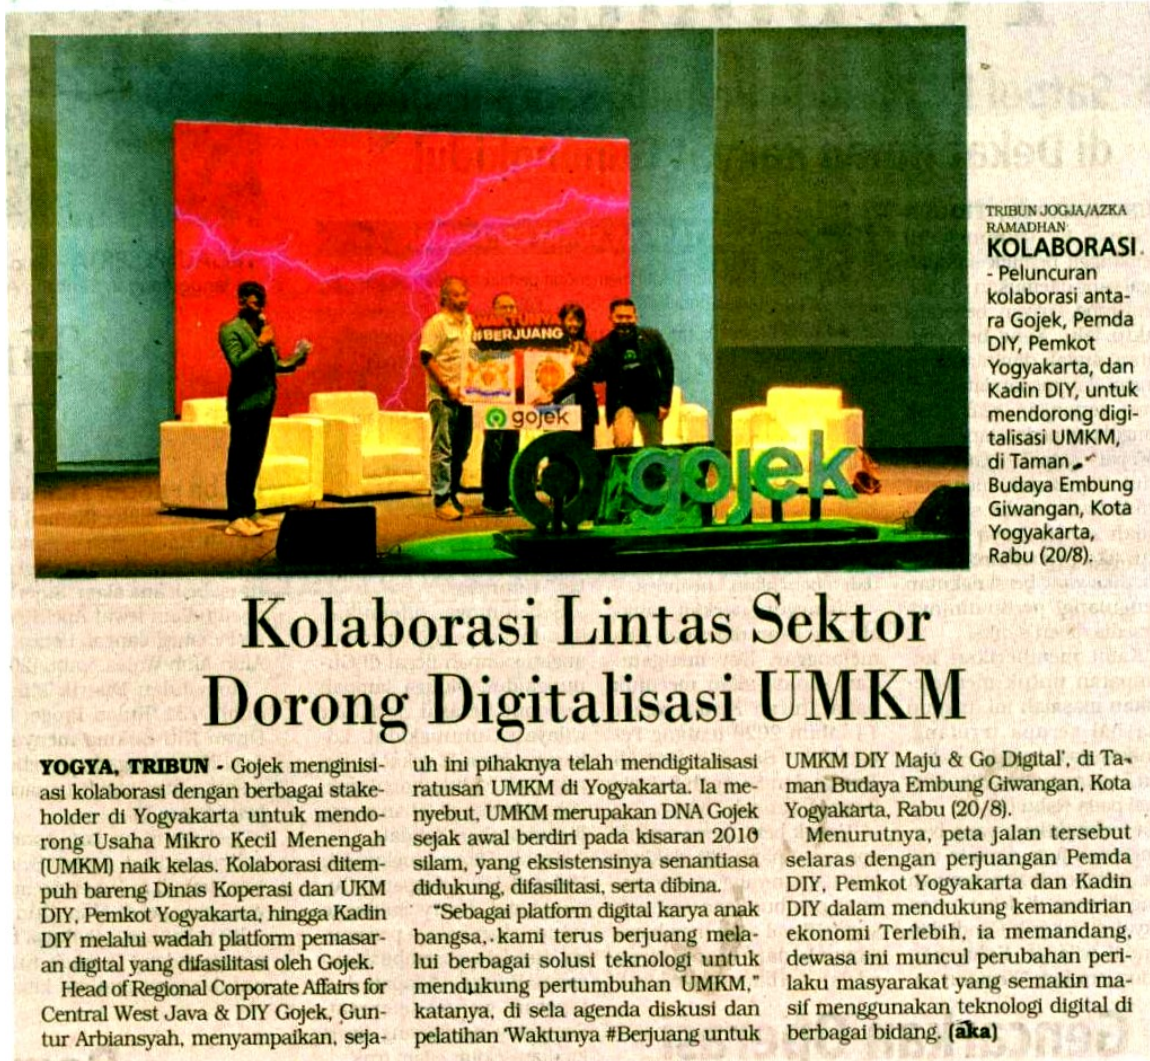 WAKTUNYA
#BERJUANG
gojek
gojek
TRIBUN JOGJA/AZKA
RAMADHAN
KOLABORASI
- Peluncuran
kolaborasi anta-
ra Gojek, Pemda
DIY, Pemkot
Yogyakarta, dan
Kadin DIY, untuk
mendorong digi-
talisasi UMKM,
di Taman
Budaya Embung
Giwangan, Kota
Yogyakarta,
Rabu (20/8).
Kolaborasi Lintas Sektor
Dorong Digitalisasi UMKM
YOGYA, TRIBUN - Gojek menginisi-
asi kolaborasi dengan berbagai stake-
holder di Yogyakarta untuk mendo-
rong Usaha Mikro Kecil Menengah
(UMKM) naik kelas. Kolaborasi ditem-
puh bareng Dinas Koperasi dan UKM
DIY, Pemkot Yogyakarta, hingga Kadin
DIY melalui wadah platform pemasar-
an digital yang difasilitasi oleh Gojek.
Head of Regional Corporate Affairs for
Central West Java & DIY Gojek, Gun-
tur Arbiansyah, menyampaikan, seja-
uh ini pihaknya telah mendigitalisasi
ratusan UMKM di Yogyakarta. Ia me-
nyebut, UMKM merupakan DNA Gojek
sejak awal berdiri pada kisaran 2010
silam, yang eksistensinya senantiasa
didukung, difasilitasi, serta dibina.
"Sebagai platform digital karya anak
bangsa, kami terus berjuang mela-
lui berbagai solusi teknologi untuk
mendukung pertumbuhan UMKM,"
katanya, di sela agenda diskusi dan
pelatihan 'Waktunya #Berjuang untuk
UMKM DIY Maju & Go Digital', di Ta-
man Budaya Embung Giwangan, Kota
Yogyakarta, Rabu (20/8).
Menurutnya, peta jalan tersebut
selaras dengan perjuangan Pemda
DIY, Pemkot Yogyakarta dan Kadin
DIY dalam mendukung kemandirian
ekonomi Terlebih, ia memandang,
dewasa ini muncul perubahan peri-
laku masyarakat yang semakin ma-
sif menggunakan teknologi digital di
berbagai bidang. (aka)